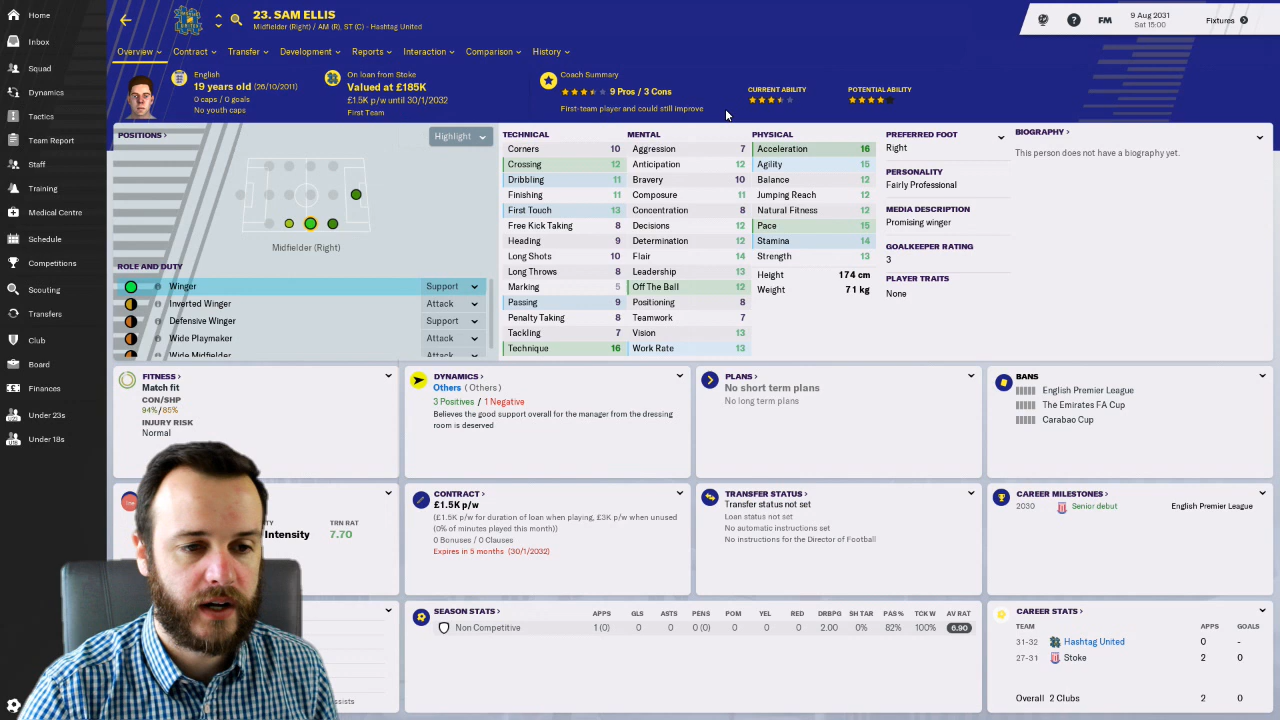 Home
Inbox
Squad
Dynamics
Tactics
Team Report
Staff
Training
Medical Centre
Schedule
Competitions
Scouting
Transfers
Club
Board
Finances
Under 23s
Under 18s
23. SAM ELLIS
Midfielder (Right) / AM (R), ST (C) - Hashtag United
FM
9 Aug 2031
Sat 15:00
Fixtures
Overview
Contract
Transfer
Development
Reports
Interaction
Comparison
History
English
19 years old (26/10/2011)
0 caps / 0 goals
No youth caps
On loan from Stoke
Valued at £185K
£1.5K p/w until 30/1/2032
First Team
Coach Summary
9 Pros / 3 Cons
First-team player and could still improve
CURRENT ABILITY
POTENTIAL ABILITY
POSITIONS
Highlight
Midfielder (Right)
ROLE AND DUTY
Winger Support
Inverted Winger Attack
Defensive Winger Support
Wide Playmaker Attack
Wide Midfielder Attack
TECHNICAL
Corners 10
Crossing 12
Dribbling 11
Finishing 11
First Touch 13
Free Kick Taking 8
Heading 9
Long Shots 10
Long Throws 8
Marking 5
Passing 9
Penalty Taking 8
Tackling 7
Technique 16
MENTAL
Aggression 7
Anticipation 12
Bravery 10
Composure 11
Concentration 8
Decisions 12
Determination 12
Flair 14
Leadership 13
Off The Ball 12
Positioning 8
Teamwork 7
Vision 13
Work Rate 13
PHYSICAL
Acceleration 16
Agility 15
Balance 12
Jumping Reach 12
Natural Fitness 12
Pace 15
Stamina 14
Strength 13
Height 174 cm
Weight 71 kg
PREFERRED FOOT
Right
PERSONALITY
Fairly Professional
MEDIA DESCRIPTION
Promising winger
GOALKEEPER RATING
3
PLAYER TRAITS
None
BIOGRAPHY
This person does not have a biography yet.
FITNESS
Match fit
CON/SHP
94%/85%
INJURY RISK
Normal
DYNAMICS
Others (Others)
3 Positives / 1 Negative
Believes the good support overall for the manager from the dressing
room is deserved
PLANS
No short term plans
No long term plans
BANS
English Premier League
The Emirates FA Cup
Carabao Cup
Intensity
TRN RAT
7.70
CONTRACT
£1.5K p/w
(£1.5K p/w for duration of loan when playing, £3K p/w when unused
(0% of minutes played this month))
0 Bonuses / 0 Clauses
Expires in 5 months (30/1/2032)
TRANSFER STATUS
Transfer status not set
Loan status not set
No automatic instructions set
No instructions for the Director of Football
CAREER MILESTONES
2030 Senior debut English Premier League
SEASON STATS APPS GLS ASTS PENS POM YEL RED DRBPG SH TAR PAS% TCK W AV RAT
Non Competitive 1 (0) 0 0 0 (0) 0 0 0 2.00 0% 82% 100% 6.90
CAREER STATS
TEAM APPS GOALS
31-32 Hashtag United 0 -
27-31 Stoke 2 0
Overall 2 Clubs 2 0